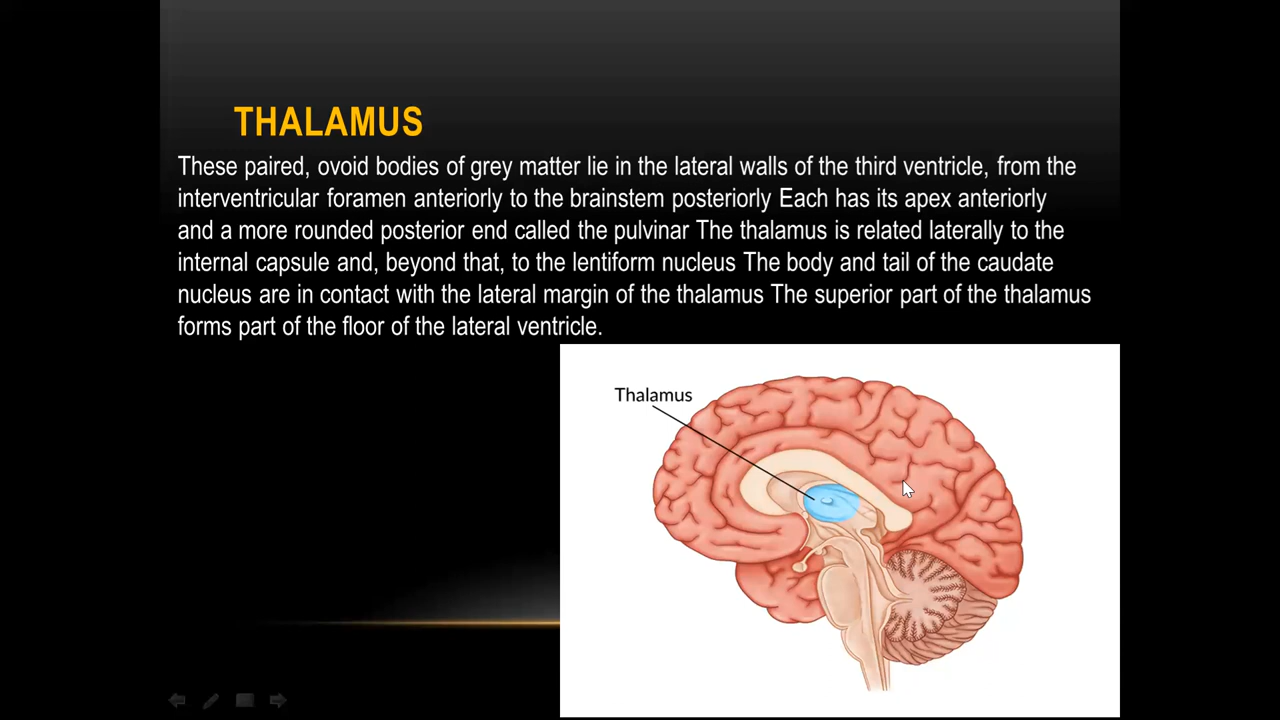 THALAMUS
These paired, ovoid bodies of grey matter lie in the lateral walls of the third ventricle, from the
interventricular foramen anteriorly to the brainstem posteriorly Each has its apex anteriorly
and a more rounded posterior end called the pulvinar The thalamus is related laterally to the
internal capsule and, beyond that, to the lentiform nucleus The body and tail of the caudate
nucleus are in contact with the lateral margin of the thalamus The superior part of the thalamus
forms part of the floor of the lateral ventricle.
Thalamus